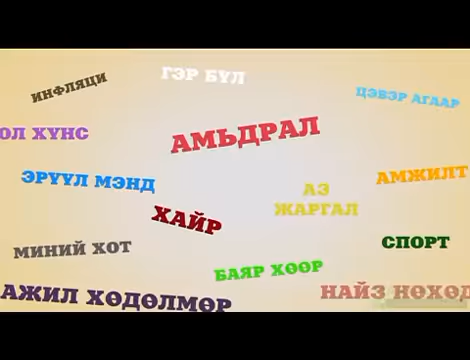 ИНФЛЯЦИ
ГЭР БҮЛ
ЦЭВЭР АГААР
ОЛ ХҮНС
АМЬДРАЛ
ЭРҮҮЛ МЭНД
АЗ
ЖАРГАЛ
АМЖИЛТ
ХАЙР
СПОРТ
МИНИЙ ХОТ
БАЯР ХӨӨР
АЖИЛ ХӨДӨЛМӨР
НАЙЗ НӨХӨД